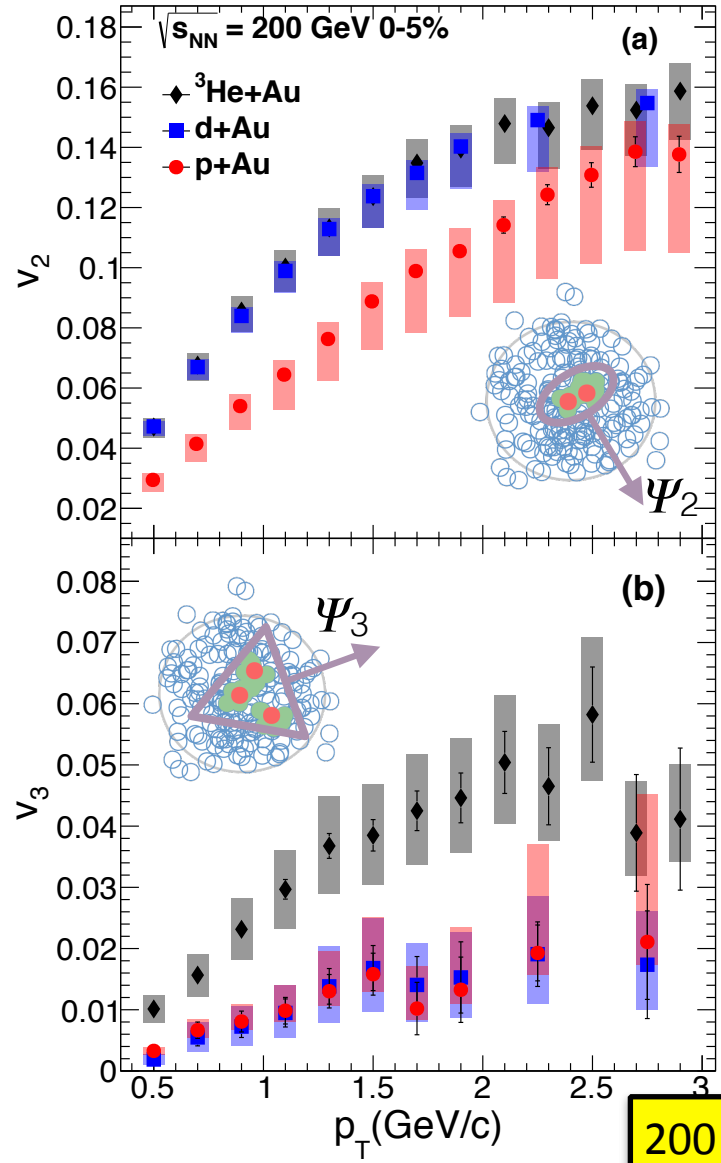 √s_NN = 200 GeV 0-5%
(a)
³He+Au
d+Au
p+Au
v₂
0.18
0.16
0.14
0.12
0.1
0.08
0.06
0.04
0.02
Ψ₂
(b)
Ψ₃
v₃
0.08
0.07
0.06
0.05
0.04
0.03
0.02
0.01
0
0.5 1 1.5 2 2.5 3
p_T(GeV/c)
200